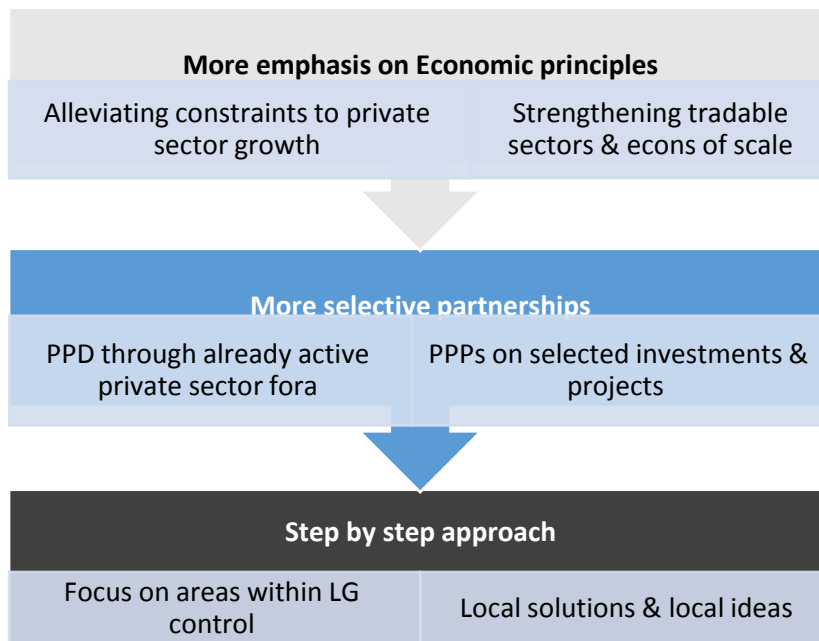 More emphasis on Economic principles
Alleviating constraints to private
sector growth
Strengthening tradable
sectors & econs of scale
More selective partnerships
PPD through already active
private sector fora
PPPs on selected investments &
projects
Step by step approach
Focus on areas within LG
control
Local solutions & local ideas